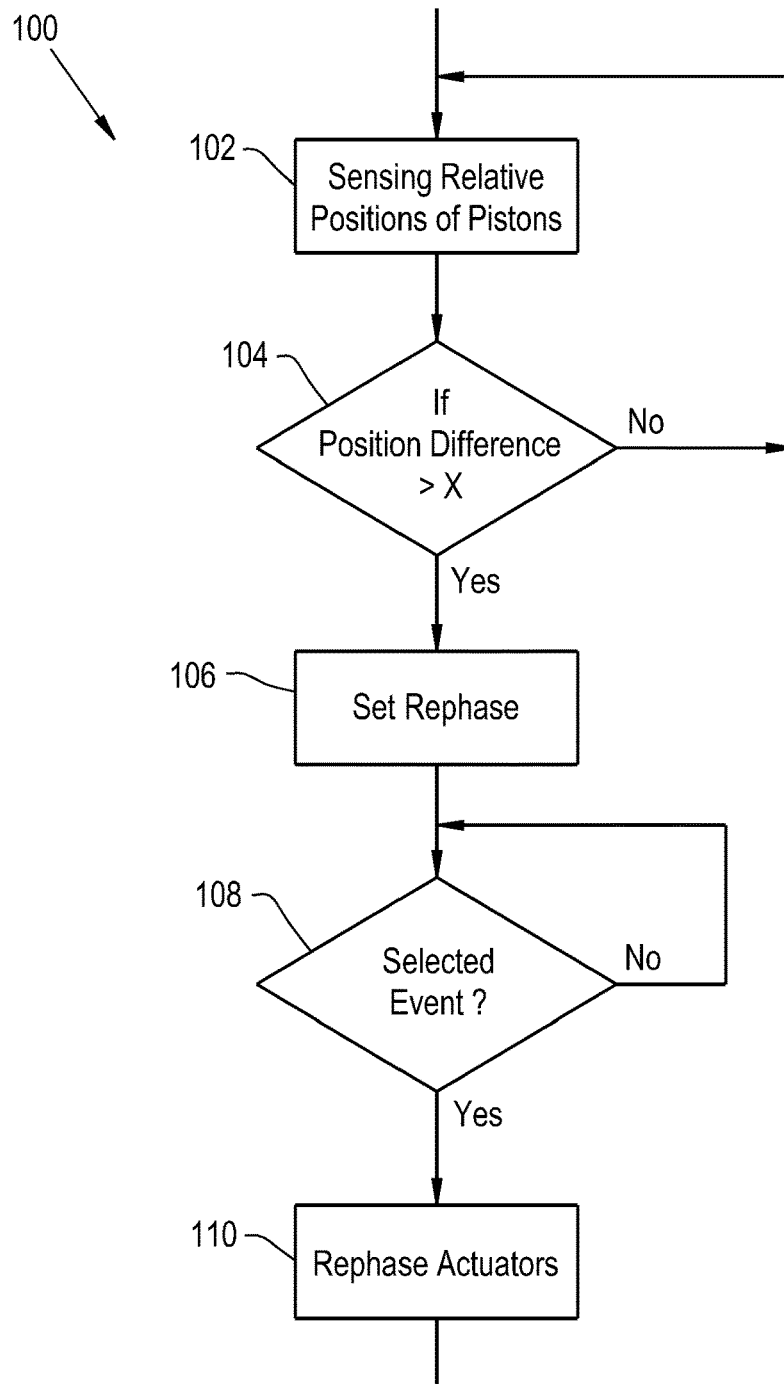 100
102
Sensing Relative
Positions of Pistons
104
If
Position Difference
> X
No
Yes
106
Set Rephase
108
Selected
Event ?
No
Yes
110
Rephase Actuators